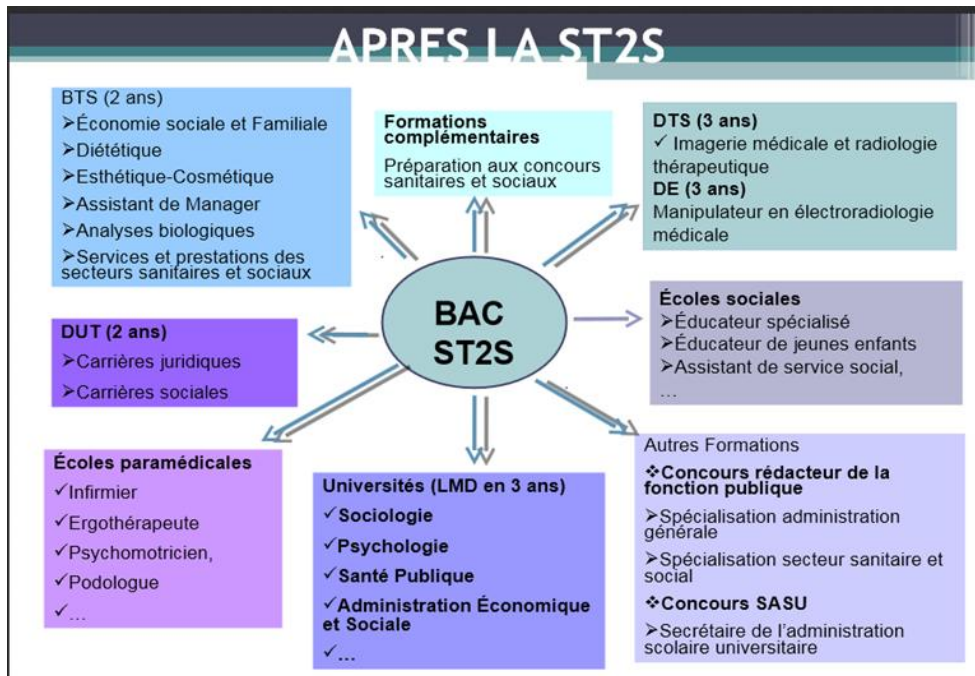 APRES LA ST2S
BTS (2 ans)
➢Économie sociale et Familiale
➢Diététique
➢Esthétique-Cosmétique
➢Assistant de Manager
➢Analyses biologiques
➢Services et prestations des
secteurs sanitaires et sociaux
Formations
complémentaires
Préparation aux concours
sanitaires et sociaux
DTS (3 ans)
✓ Imagerie médicale et radiologie
thérapeutique
DE (3 ans)
Manipulateur en électroradiologie
médicale
BAC
ST2S
DUT (2 ans)
➢Carrières juridiques
➢Carrières sociales
Écoles sociales
➢Éducateur spécialisé
➢Éducateur de jeunes enfants
➢Assistant de service social,
…
Écoles paramédicales
✓Infirmier
✓Ergothérapeute
✓Psychomotricien,
✓Podologue
✓…
Universités (LMD en 3 ans)
✓Sociologie
✓Psychologie
✓Santé Publique
✓Administration Économique
et Sociale
✓…
Autres Formations
❖Concours rédacteur de la
fonction publique
➢Spécialisation administration
générale
➢Spécialisation secteur sanitaire et
social
❖Concours SASU
➢Secrétaire de l'administration
scolaire universitaire